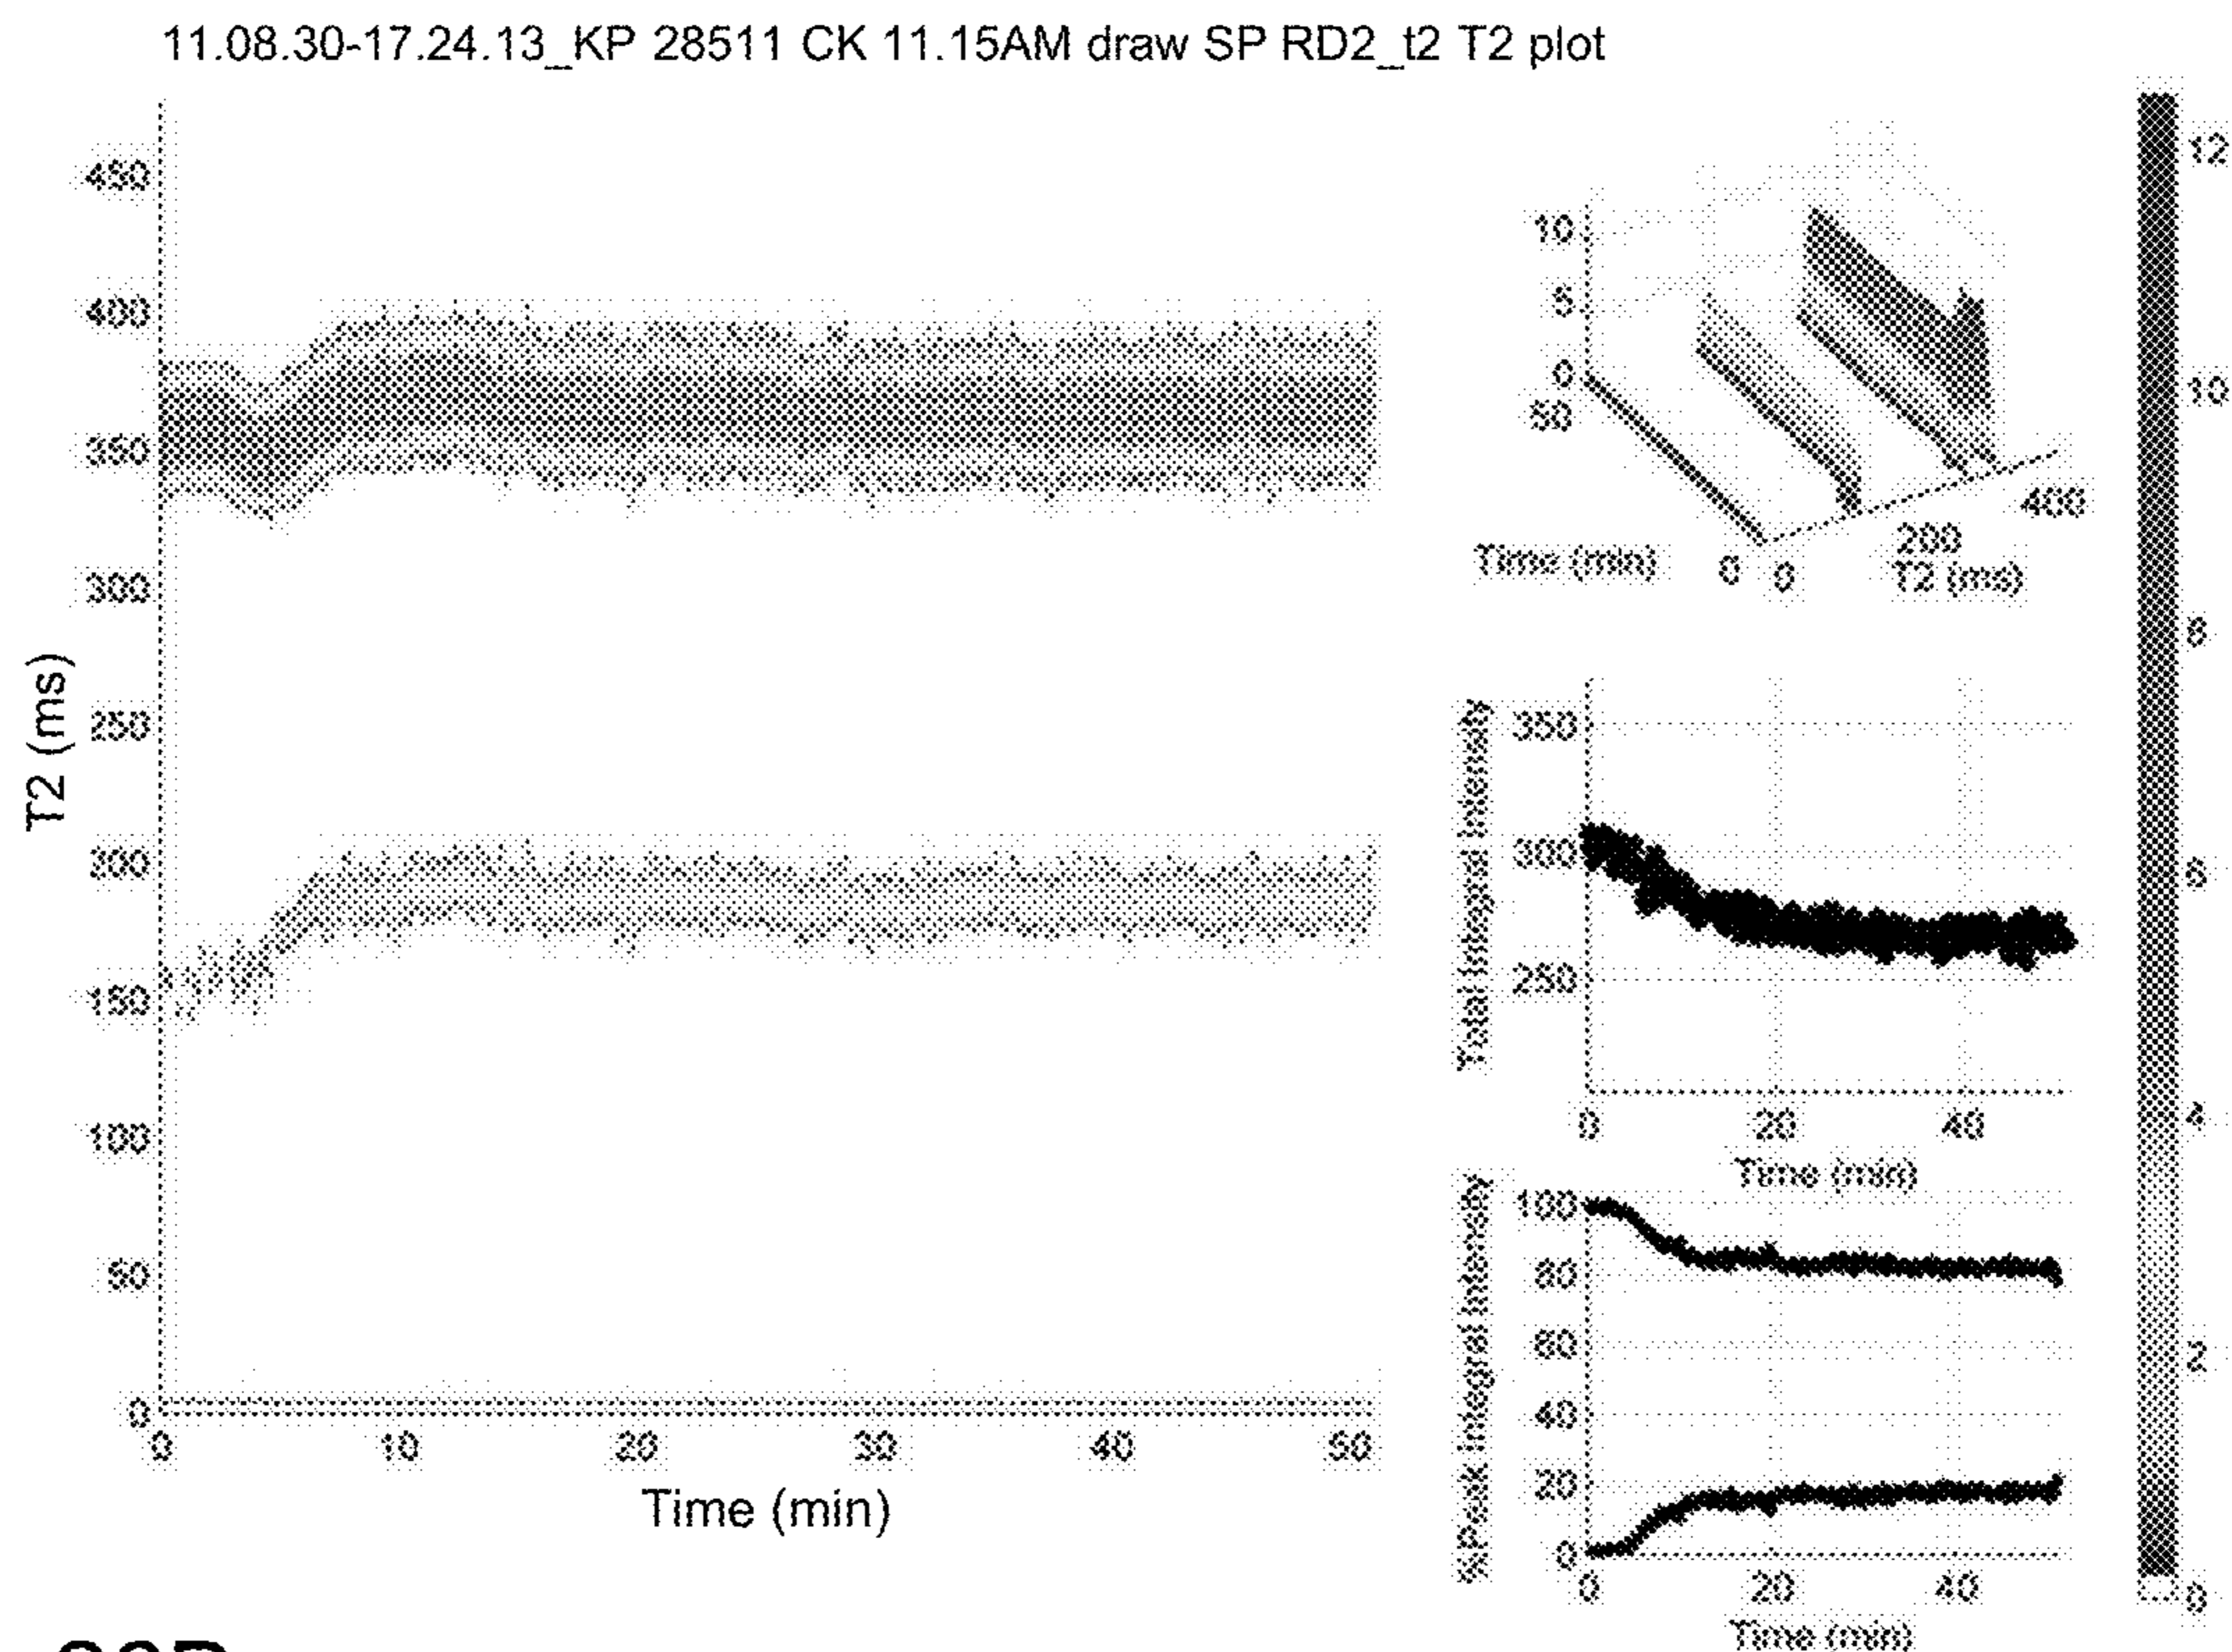 11.08.30-17.24.13_KP 28511 CK 11.15AM draw SP RD2_t2 T2 plot
T2 (ms)
450
400
350
300
250
200
150
100
50
0
0 10 20 30 40 50
Time (min)
10
5
0
50
Time (min)
0 0
200
400
T2 (ms)
Total Integral Intensity
350
300
250
0 20 40
Time (min)
% Peak Integral Intensity
100
80
60
40
20
0
0 20 40
Time (min)
12
10
8
6
4
2
0